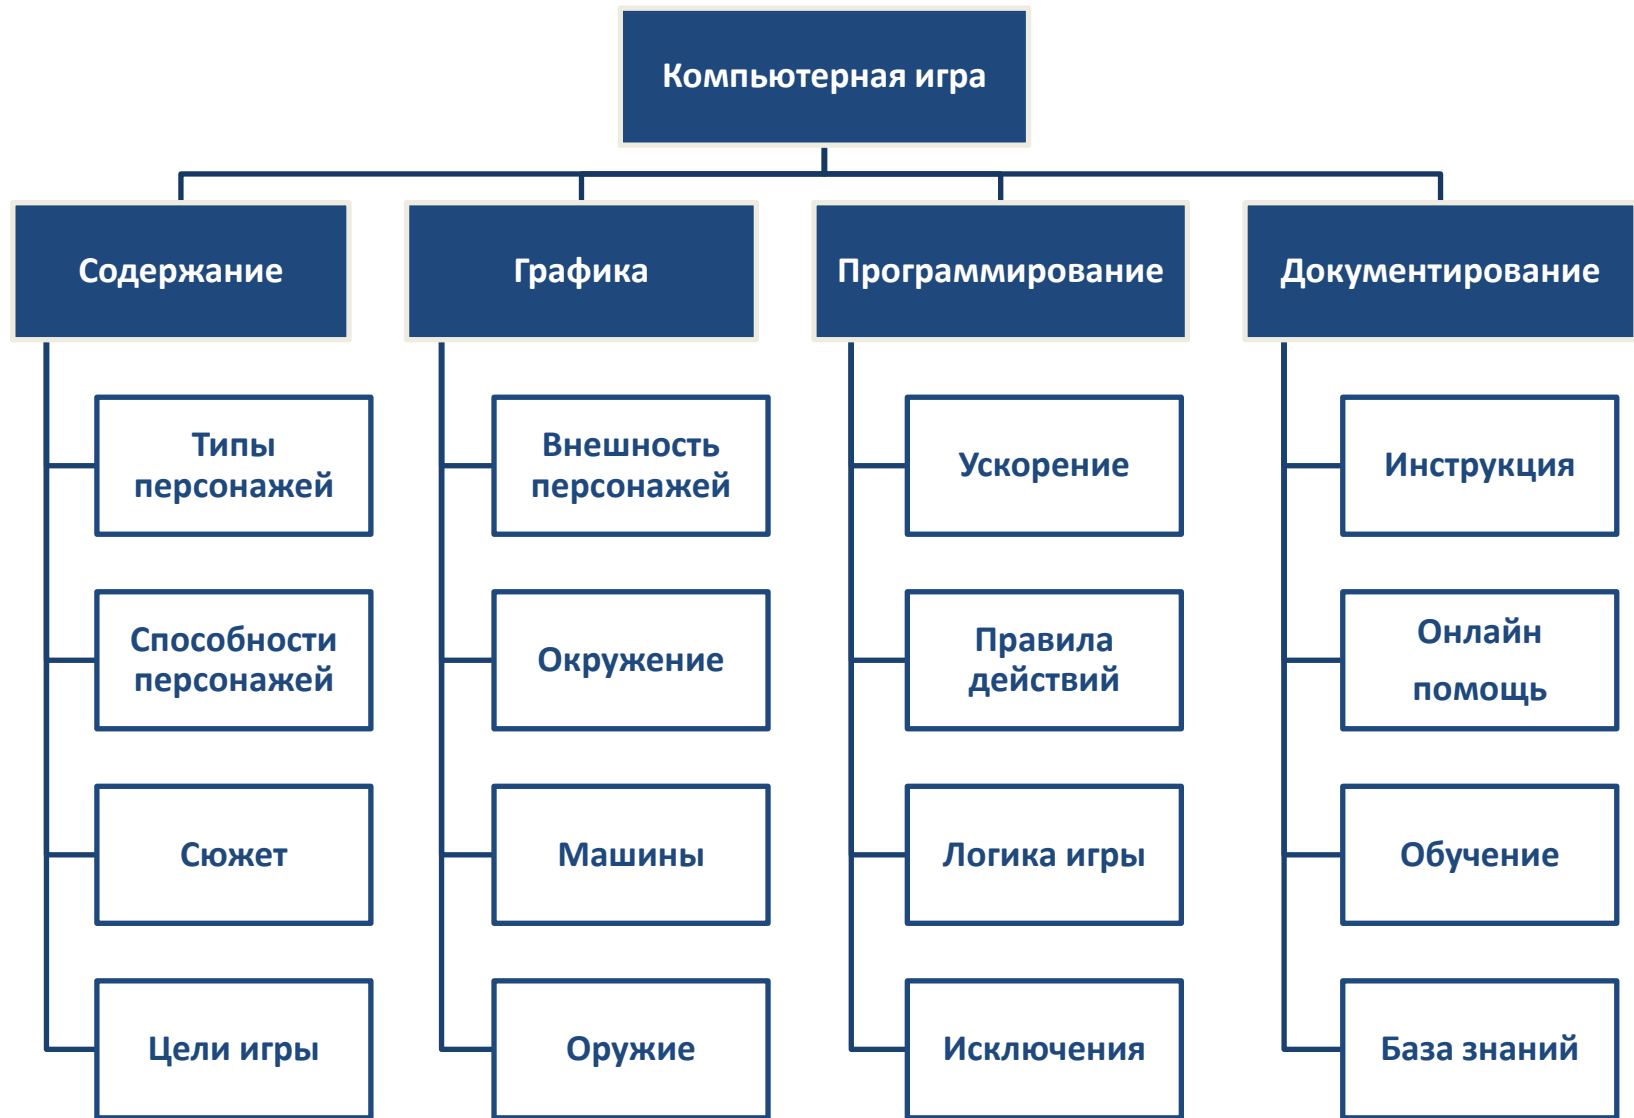 Компьютерная игра
Содержание
Графика
Программирование
Документирование
Типы
персонажей
Внешность
персонажей
Ускорение
Инструкция
Способности
персонажей
Окружение
Правила
действий
Онлайн
помощь
Сюжет
Машины
Логика игры
Обучение
Цели игры
Оружие
Исключения
База знаний